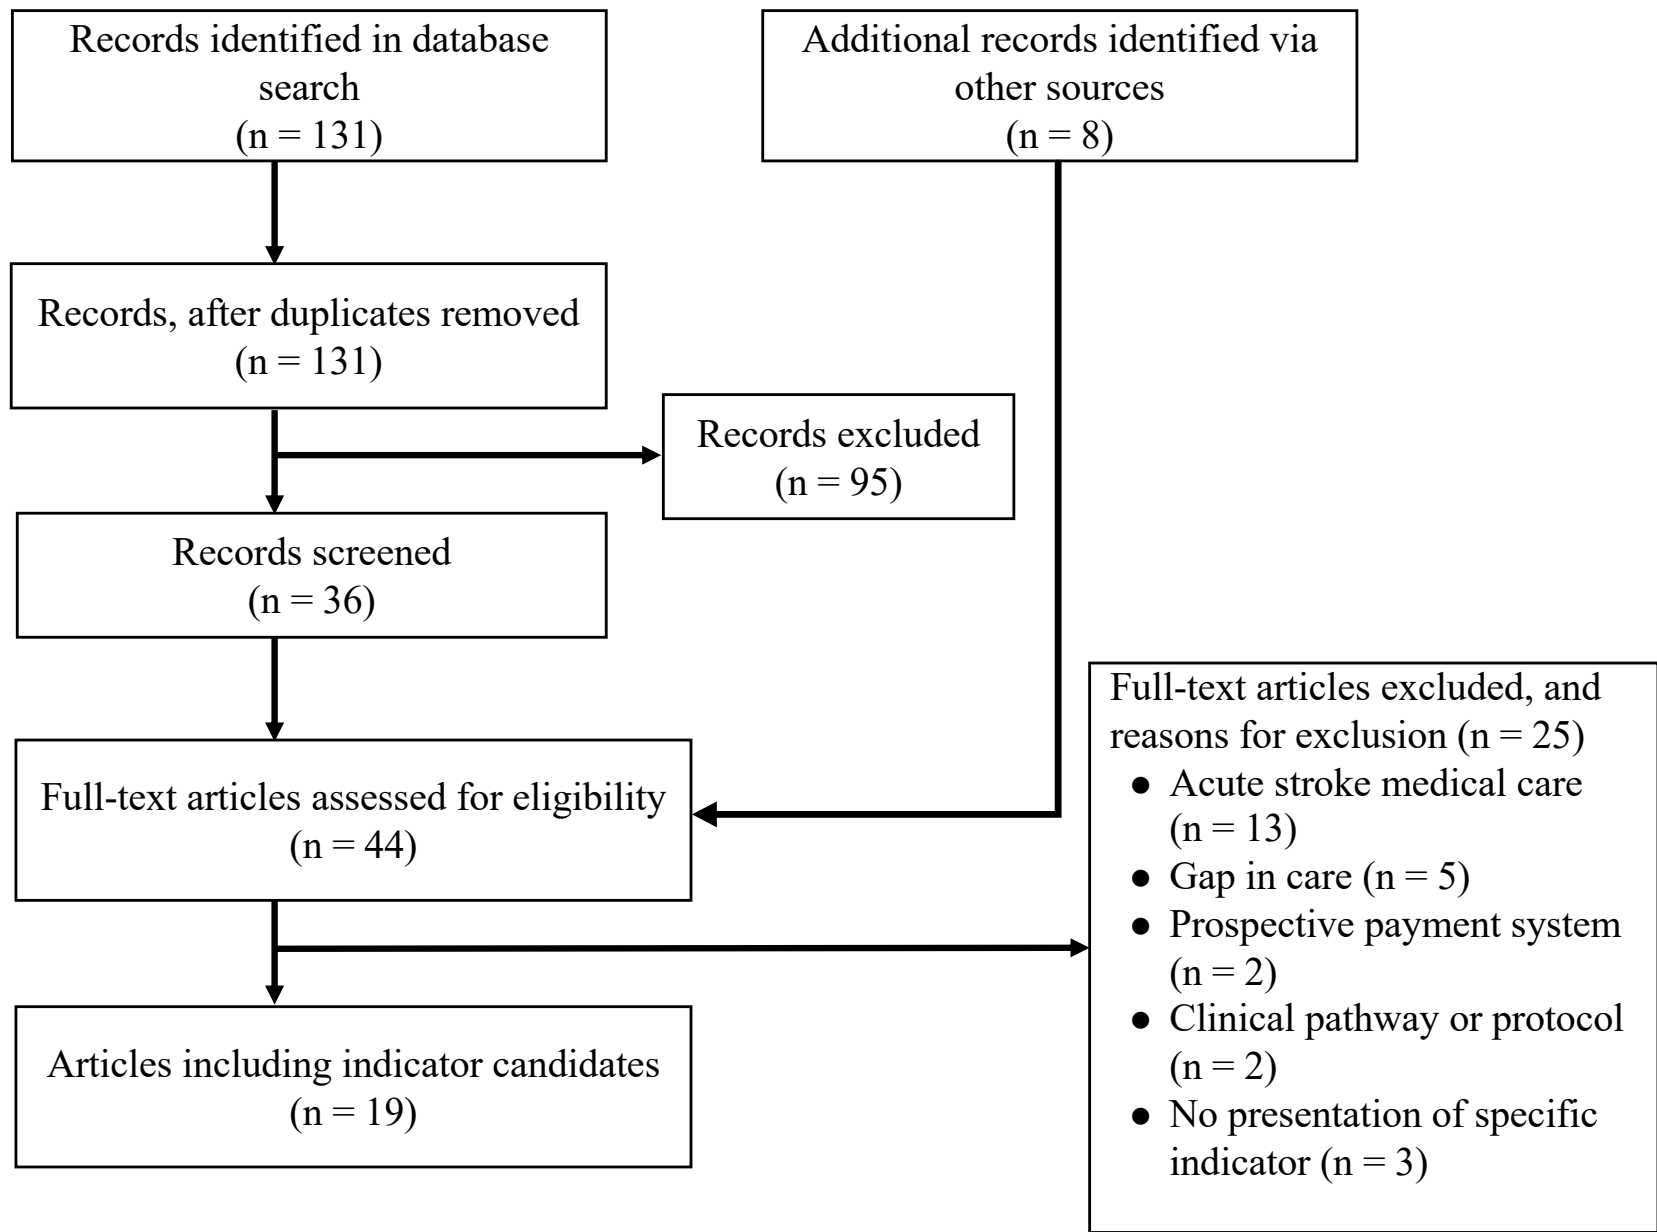 Records identified in database
search
(n = 131)
Additional records identified via
other sources
(n = 8)
Records, after duplicates removed
(n = 131)
Records excluded
(n = 95)
Records screened
(n = 36)
Full-text articles assessed for eligibility
(n = 44)
Full-text articles excluded, and
reasons for exclusion (n = 25)
● Acute stroke medical care
(n = 13)
● Gap in care (n = 5)
● Prospective payment system
(n = 2)
● Clinical pathway or protocol
(n = 2)
● No presentation of specific
indicator (n = 3)
Articles including indicator candidates
(n = 19)